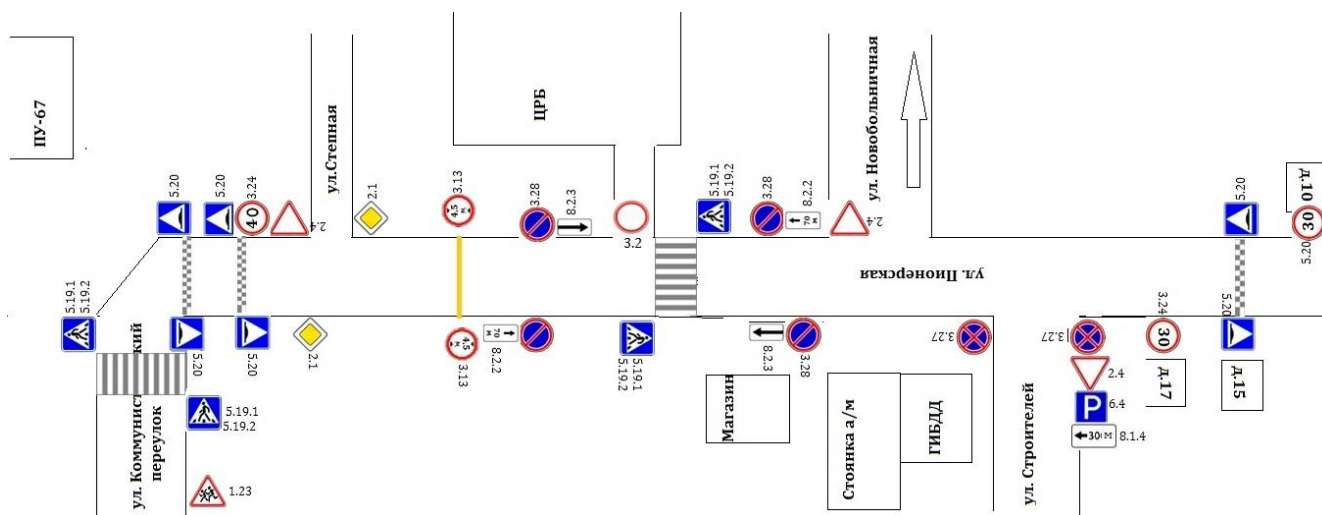 ПУ-67
ул.Степная
ЦРБ
ул. Новобольничная
5.20
5.20
3.24
40
2.4
2.1
3.13
4,5
м
3.28
8.2.3
3.2
5.19.1
5.19.2
3.28
8.2.2
70
м
2.4
5.20
д.10
30
5.20
ул. Пионерская
5.19.1
5.19.2
5.20
5.20
2.1
4,5
м
3.13
70
м
8.2.2
3.28
5.19.1
5.19.2
8.2.3
3.28
3.27
3.27
3.24
30
5.20
2.4
P
6.4
30 м
8.1.4
д.17
д.15
ул. Коммунистический
переулок
5.19.1
5.19.2
1.23
Магазин
Стоянка а/м
ГИБДД
ул. Строителей